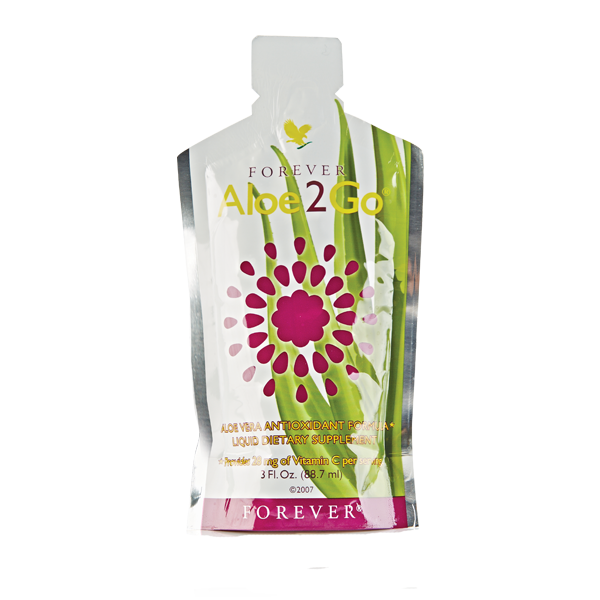 FOREVER
Aloe2Go®
ALOE VERA ANTIOXIDANT FORMULA*
LIQUID DIETARY SUPPLEMENT
mg of Vitamin C per
3 Fl. Oz. (88.7 ml)
©2007
FOREVER®